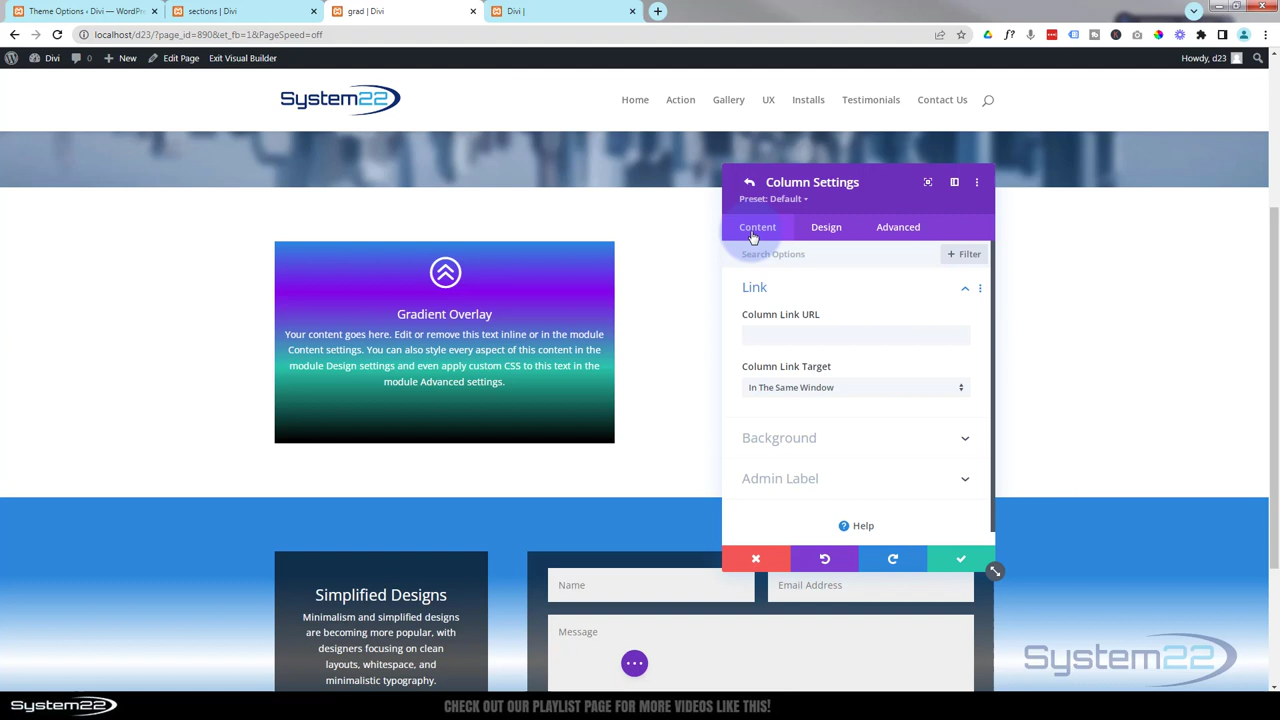 Theme Options ‹ Divi — WordPr
sections | Divi
grad | Divi
Divi |
localhost/d23/?page_id=890&et_fb=1&PageSpeed=off
Divi
0
New
Edit Page
Exit Visual Builder
Howdy, d23
System22
Home
Action
Gallery
UX
Installs
Testimonials
Contact Us
Column Settings
Preset: Default
Content
Design
Advanced
Search Options
+ Filter
Link
Column Link URL
Column Link Target
In The Same Window
Background
Admin Label
Help
Gradient Overlay
Your content goes here. Edit or remove this text inline or in the module
Content settings. You can also style every aspect of this content in the
module Design settings and even apply custom CSS to this text in the
module Advanced settings.
Simplified Designs
Minimalism and simplified designs
are becoming more popular, with
designers focusing on clean
layouts, whitespace, and
minimalistic typography.
Name
Email Address
Message
System22
System22
CHECK OUT OUR PLAYLIST PAGE FOR MORE VIDEOS LIKE THIS!